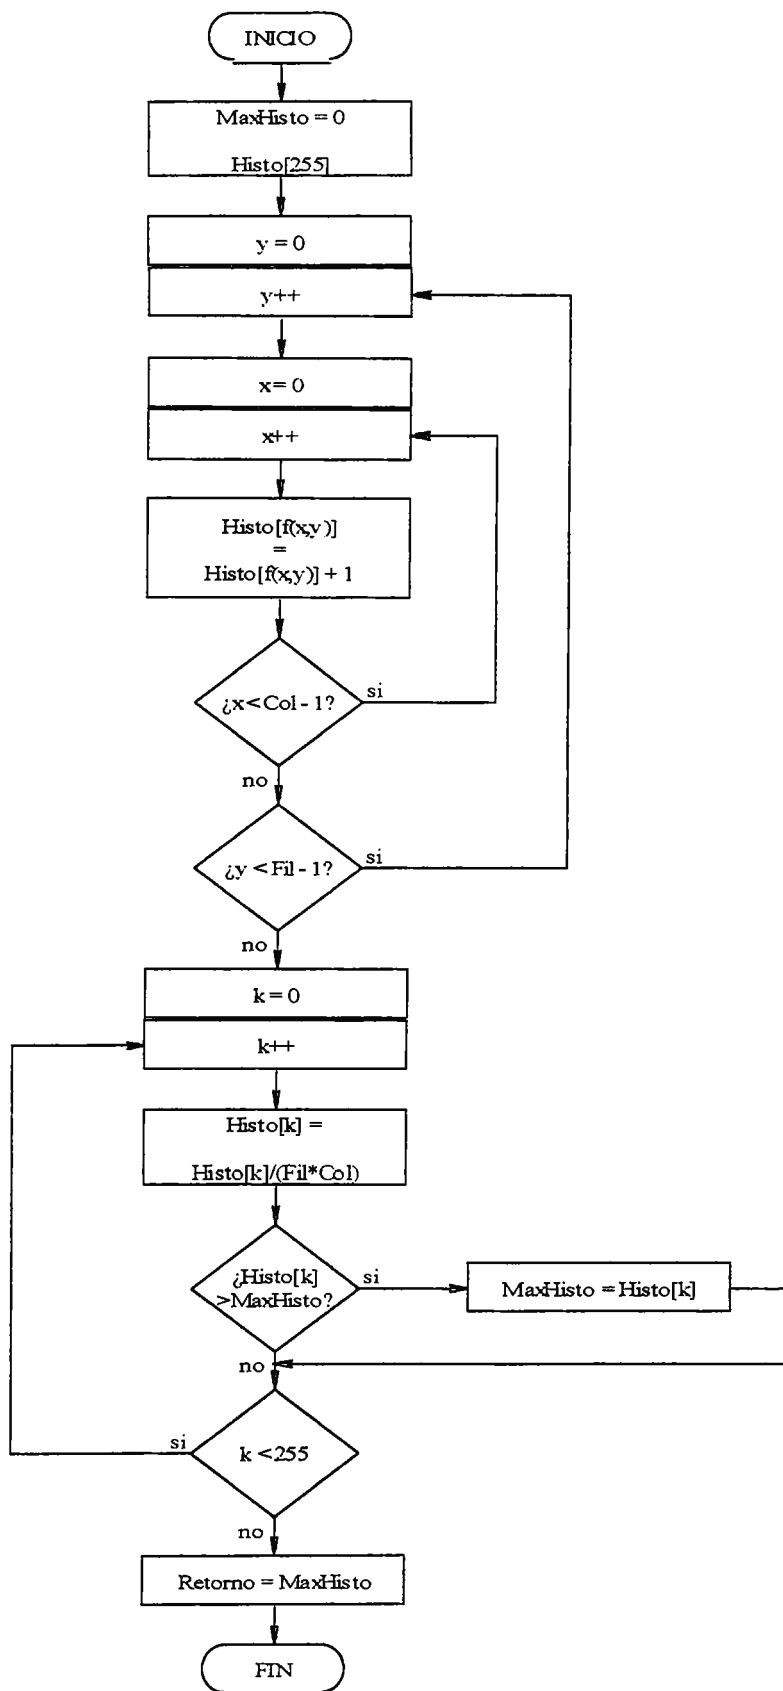 INICIO
MaxHisto = 0
Histo[255]
y = 0
y++
x = 0
x++
Histo[f(x,y)]
=
Histo[f(x,y)] + 1
¿x < Col - 1?
si
no
¿y < Fil - 1?
si
no
k = 0
k++
Histo[k] =
Histo[k]/(Fil*Col)
¿Histo[k]
>MaxHisto?
si
MaxHisto = Histo[k]
no
si
k < 255
no
Retorno = MaxHisto
FIN